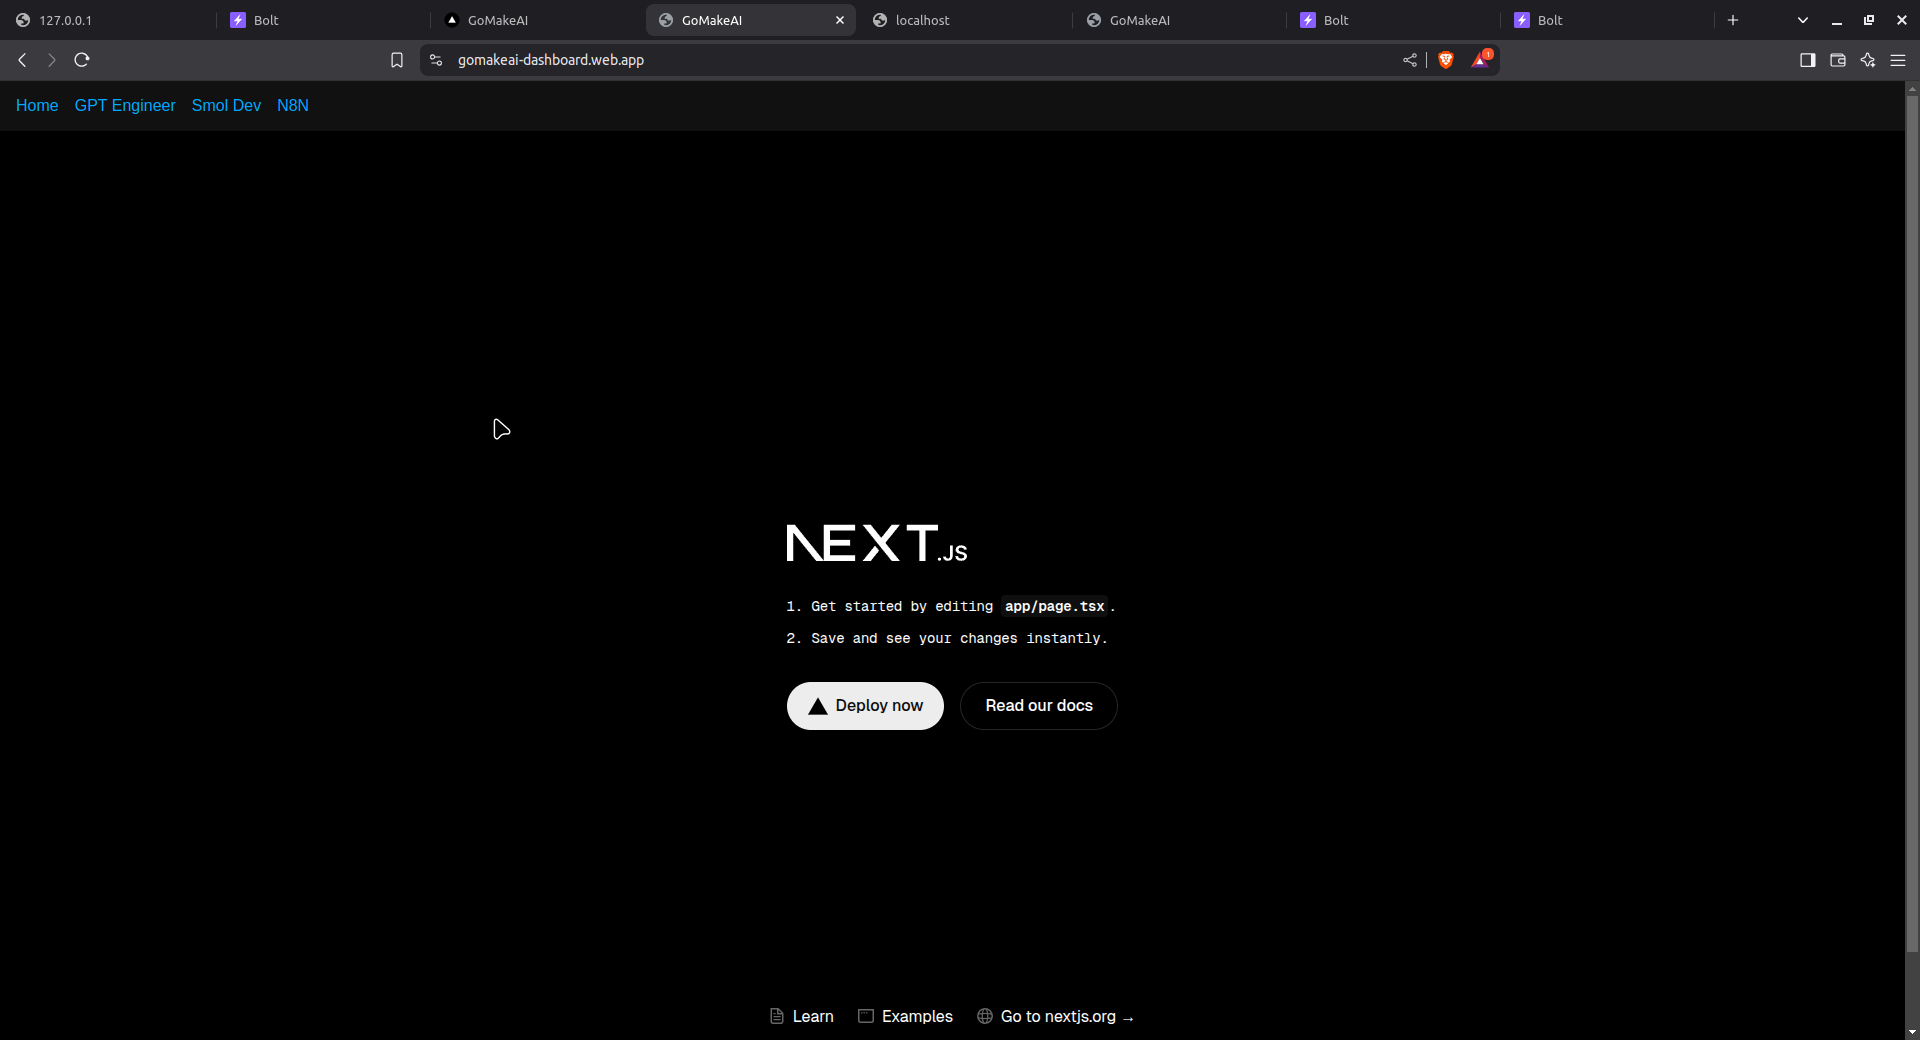 127.0.0.1
Bolt
GoMakeAI
GoMakeAI
localhost
GoMakeAI
Bolt
Bolt
gomakeai-dashboard.web.app
1
Home GPT Engineer Smol Dev N8N
NEXT.JS
1. Get started by editing app/page.tsx.
2. Save and see your changes instantly.
Deploy now
Read our docs
Learn
Examples
Go to nextjs.org →